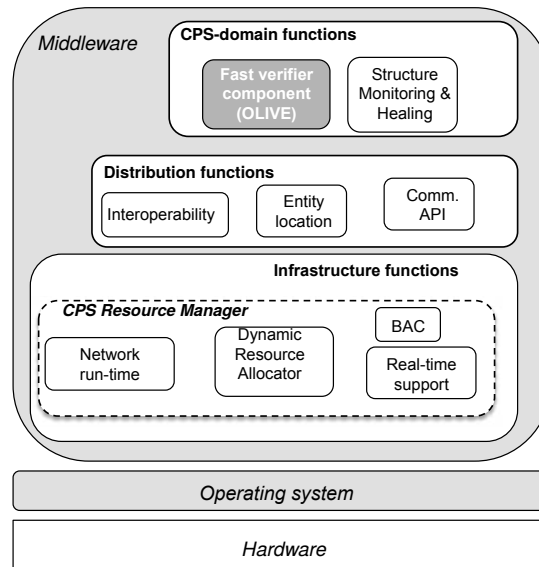 Middleware
CPS-domain functions
Fast verifier
component
(OLIVE)
Structure
Monitoring &
Healing
Distribution functions
Interoperability
Entity
location
Comm.
API
Infrastructure functions
CPS Resource Manager
Network
run-time
Dynamic
Resource
Allocator
BAC
Real-time
support
Operating system
Hardware